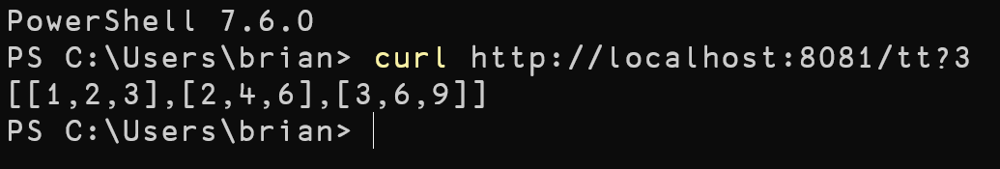 PowerShell 7.6.0
PS C:\Users\brian> curl http://localhost:8081/tt?3
[[1,2,3],[2,4,6],[3,6,9]]
PS C:\Users\brian>